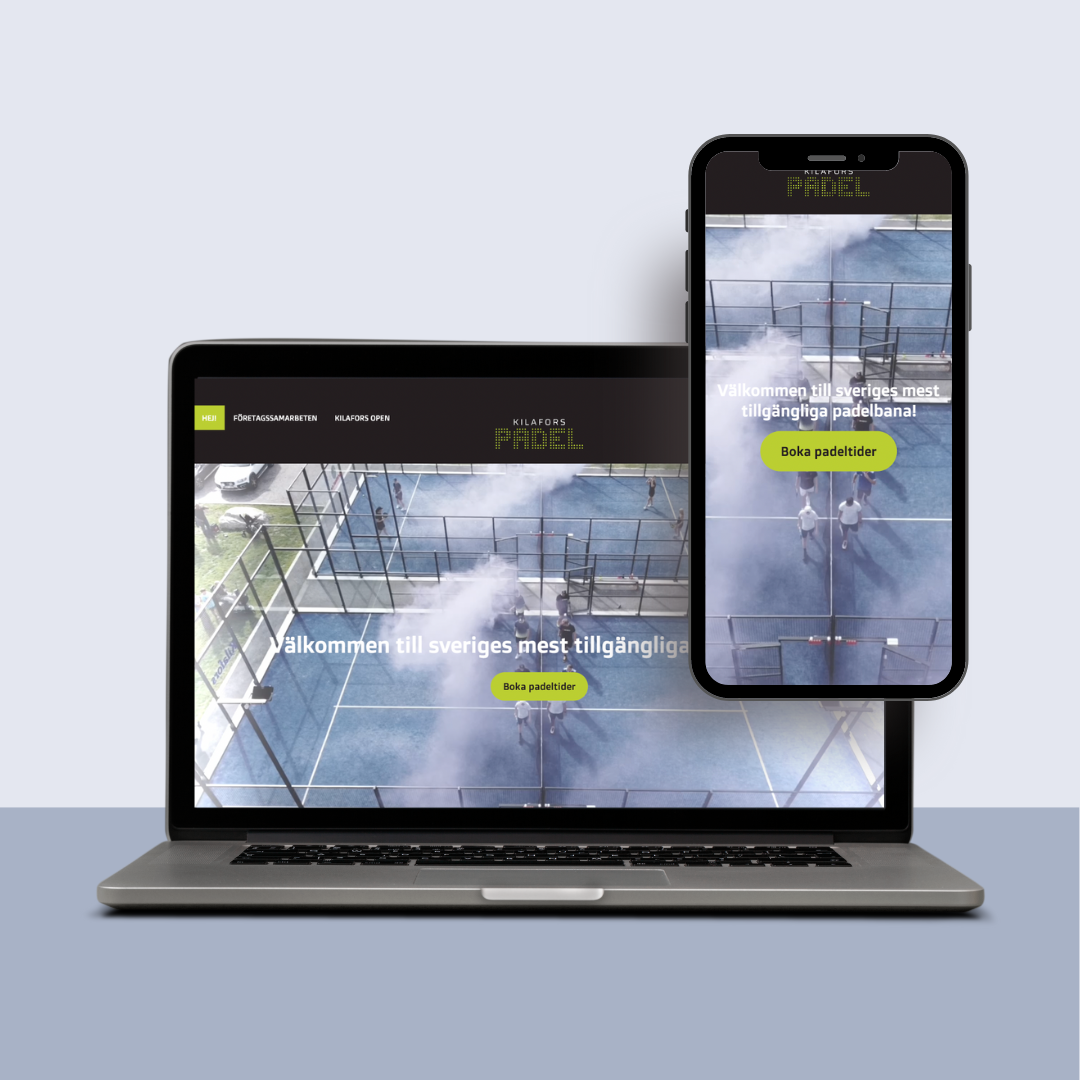 HEJ!
FÖRETAGSSAMARBETEN
KILAFORS OPEN
KILAFORS
PADEL
Välkommen till sveriges mest tillgängliga
Boka padeltider
KILAFORS
PADEL
Välkommen till sveriges mest
tillgängliga padelbana!
Boka padeltider